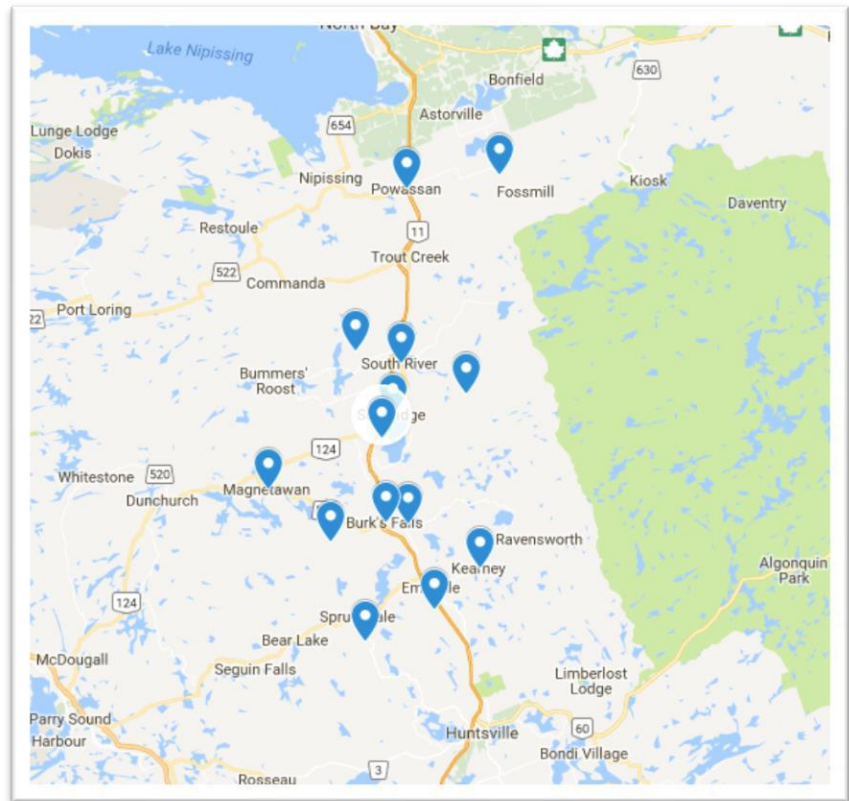 North Bay
Lake Nipissing
630
Bonfield
Astorville
654
Lunge Lodge
Dokis
Nipissing
Powassan
Fossmill
Kiosk
Daventry
Restoule
11
Trout Creek
522
Commanda
Port Loring
22
South River
Bummers'
Roost
124
520
Whitestone
Magnetawan
Dunchurch
Burk's Falls
Ravensworth
Kearney
Algonquin
Park
124
Bear Lake
McDougall
Seguin Falls
Limberlost
Lodge
Parry Sound
Harbour
60
Huntsville
Bondi Village
3
Rosseau